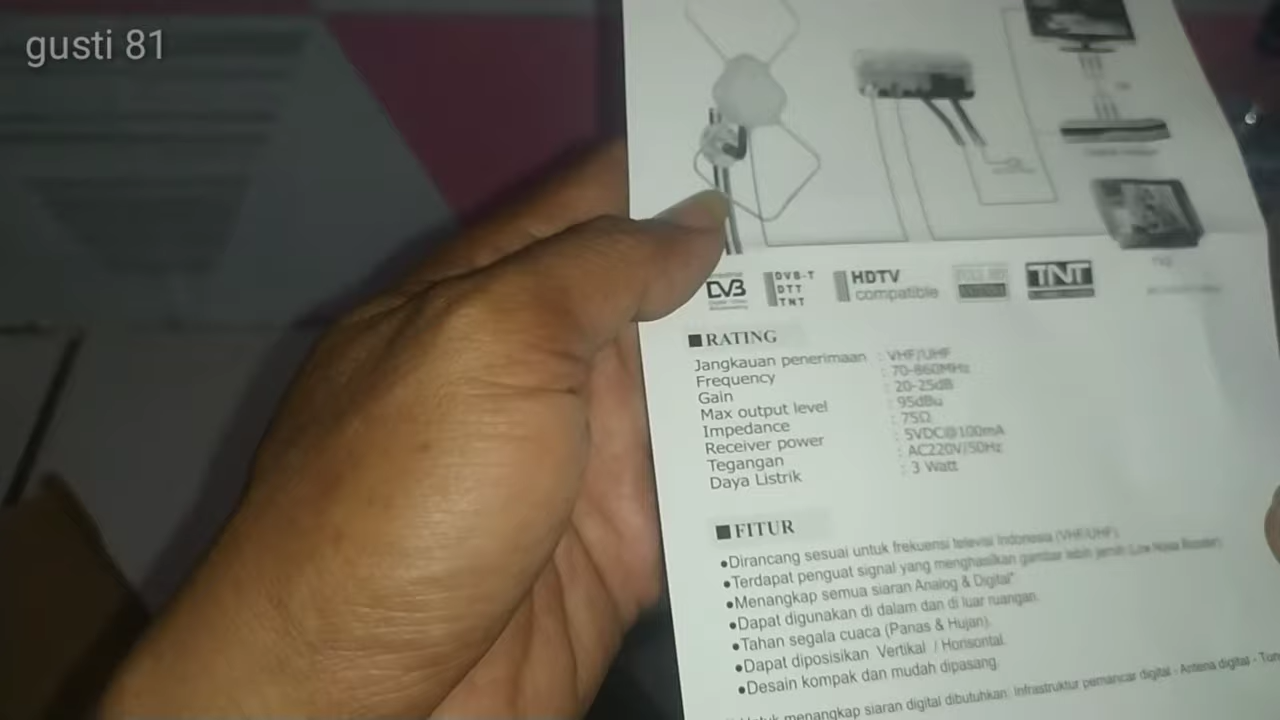 gusti 81
DVB
DVB-T
DTT
TNT
HDTV
compatible
TNT
RATING
Jangkauan penerimaan : VHF/UHF
Frequency : 70-860MHz
Gain : 20-25dB
Max output level : 95dBu
Impedance : 75Ω
Receiver power : 5VDC@100mA
Tegangan : AC220V/50Hz
Daya Listrik : 3 Watt
FITUR
•Dirancang sesuai untuk frekuensi televisi Indonesia (VHF/UHF)
•Terdapat penguat signal yang menghasilkan gambar lebih jernih (Low Noise Booster)
•Menangkap semua siaran Analog & Digital*
•Dapat digunakan di dalam dan di luar ruangan.
•Tahan segala cuaca (Panas & Hujan).
•Dapat diposisikan Vertikal / Horisontal.
•Desain kompak dan mudah dipasang.
Untuk menangkap siaran digital dibutuhkan: Infrastruktur pemancar digital - Antena digital -